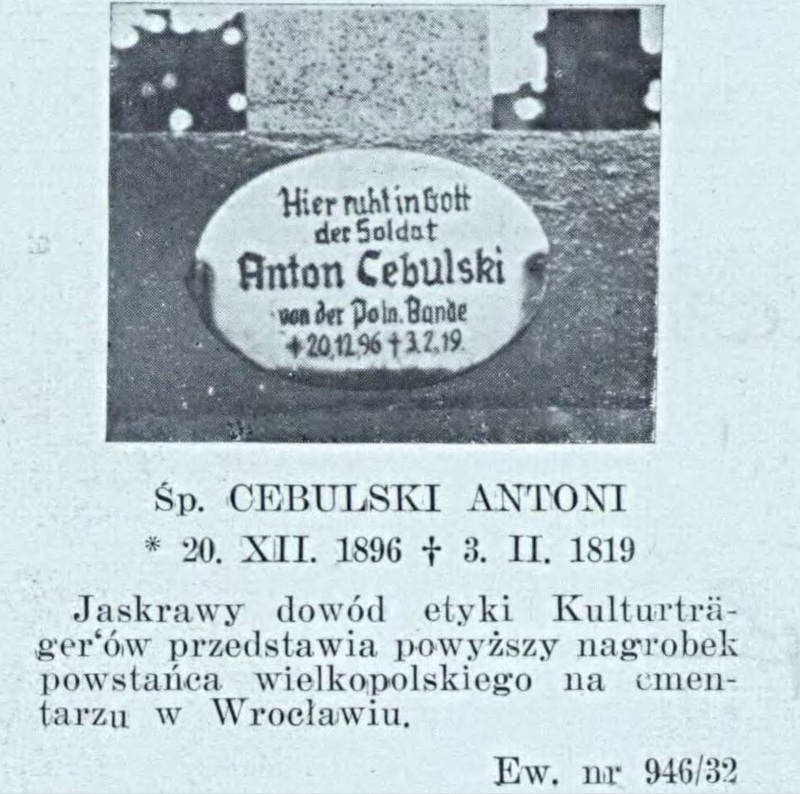 Hier ruht in Gott
der Soldat
Anton Cebulski
von der Poln. Bande
+ 20.12.96 + 3.2.19.
Śp. CEBULSKI ANTONI
* 20. XII. 1896 † 3. II. 1819
Jaskrawy dowód etyki Kulturträ-
ger‘ów przedstawia powyższy nagrobek
powstańca wielkopolskiego na cmen-
tarzu w Wrocławiu.
Ew. nr 946/32